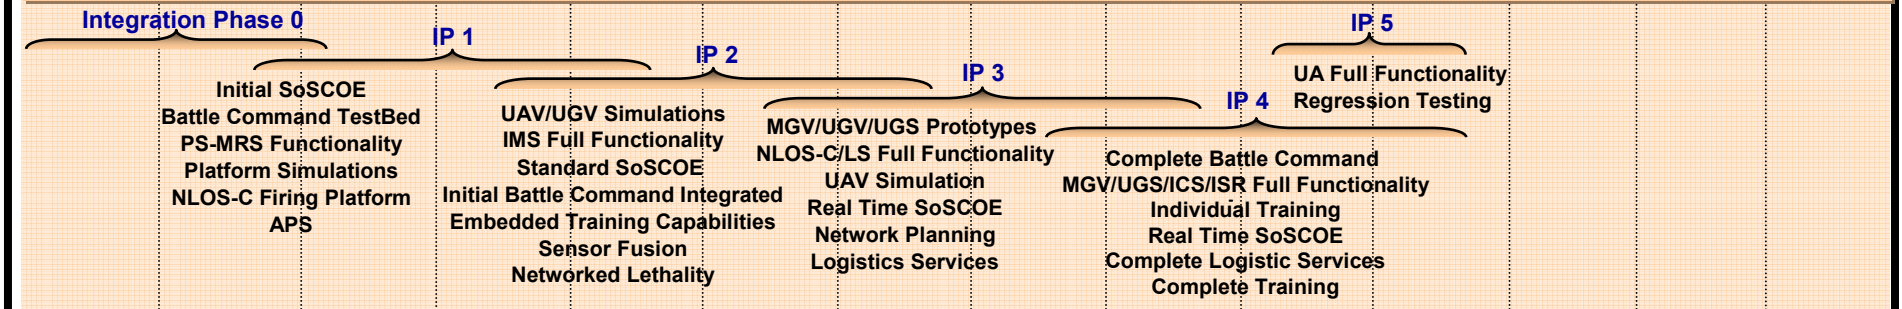 Integration Phase 0
IP 1
Initial SoSCOE
Battle Command TestBed
PS-MRS Functionality
Platform Simulations
NLOS-C Firing Platform
APS
IP 2
UAV/UGV Simulations
IMS Full Functionality
Standard SoSCOE
Initial Battle Command Integrated
Embedded Training Capabilities
Sensor Fusion
Networked Lethality
IP 3
MGV/UGV/UGS Prototypes
NLOS-C/LS Full Functionality
UAV Simulation
Real Time SoSCOE
Network Planning
Logistics Services
IP 4
Complete Battle Command
MGV/UGS/ICS/ISR Full Functionality
Individual Training
Real Time SoSCOE
Complete Logistic Services
Complete Training
IP 5
UA Full Functionality
Regression Testing